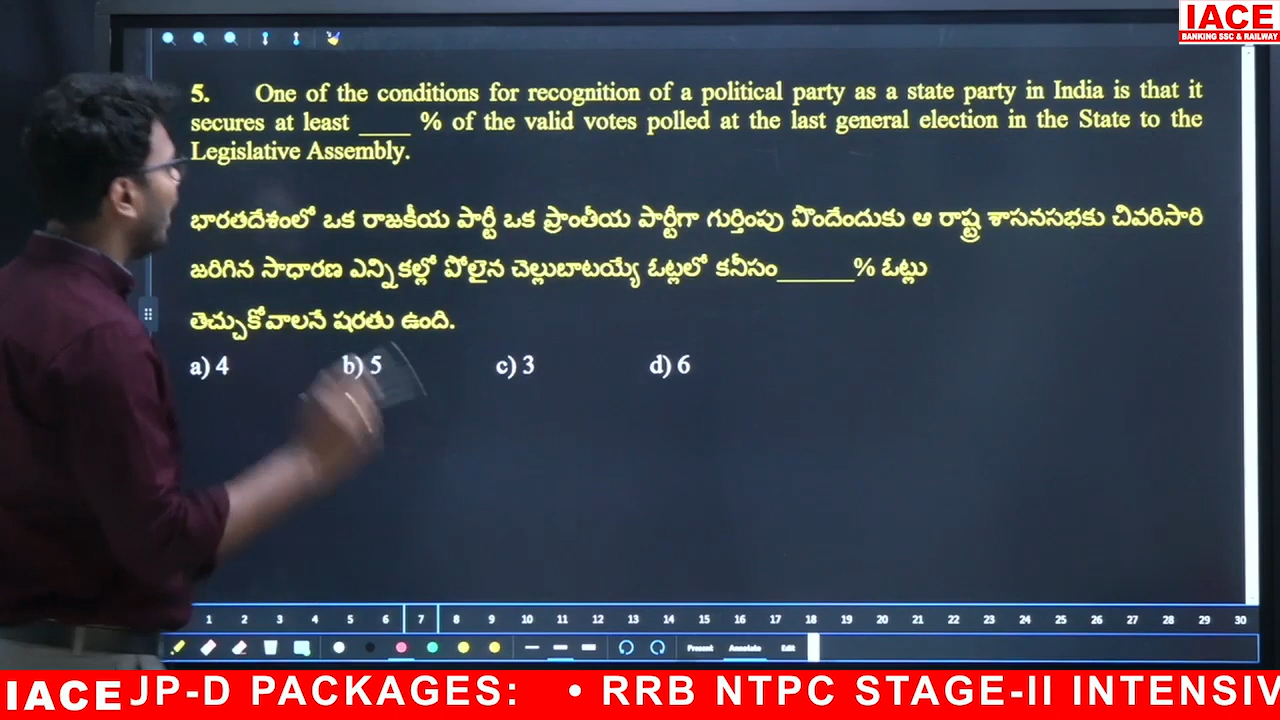 IACE
BANKING SSC & RAILWAY
5. One of the conditions for recognition of a political party as a state party in India is that it
secures at least ____ % of the valid votes polled at the last general election in the State to the
Legislative Assembly.
భారతదేశంలో ఒక రాజకీయ పార్టీ ఒక ప్రాంతీయ పార్టీగా గుర్తింపు పొందేందుకు ఆ రాష్ట్ర శాసనసభకు చివరిసారి
జరిగిన సాధారణ ఎన్నికల్లో పోలైన చెల్లుబాటయ్యే ఓట్లలో కనీసం______% ఓట్లు
తెచ్చుకోవాలనే షరతు ఉంది.
a) 4 b) 5 c) 3 d) 6
1 2 3 4 5 6 7 8 9 10 11 12 13 14 15 16 17 18 19 20 21 22 23 24 25 26 27 28 29 30
Present Annotate Edit
IACE JP-D PACKAGES: • RRB NTPC STAGE-II INTENSIV